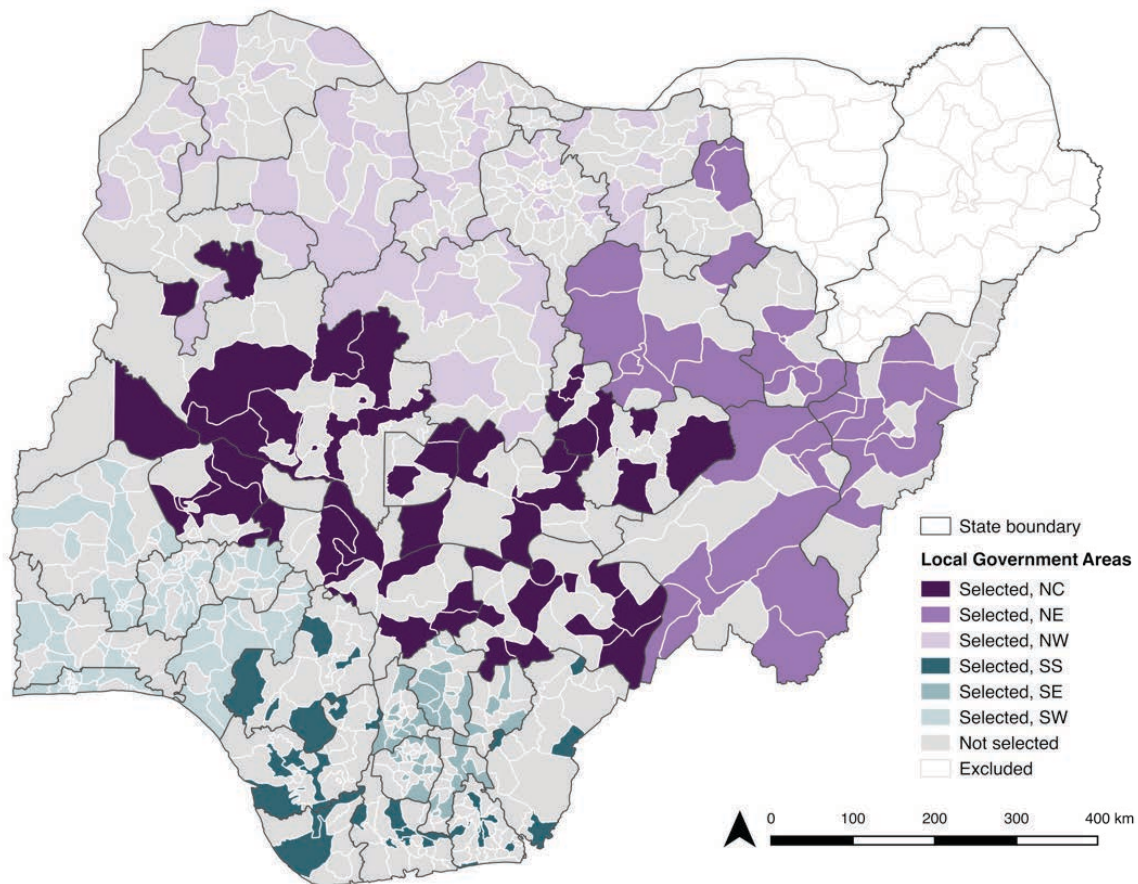 State boundary
Local Government Areas
Selected, NC
Selected, NE
Selected, NW
Selected, SS
Selected, SE
Selected, SW
Not selected
Excluded
0 100 200 300 400 km